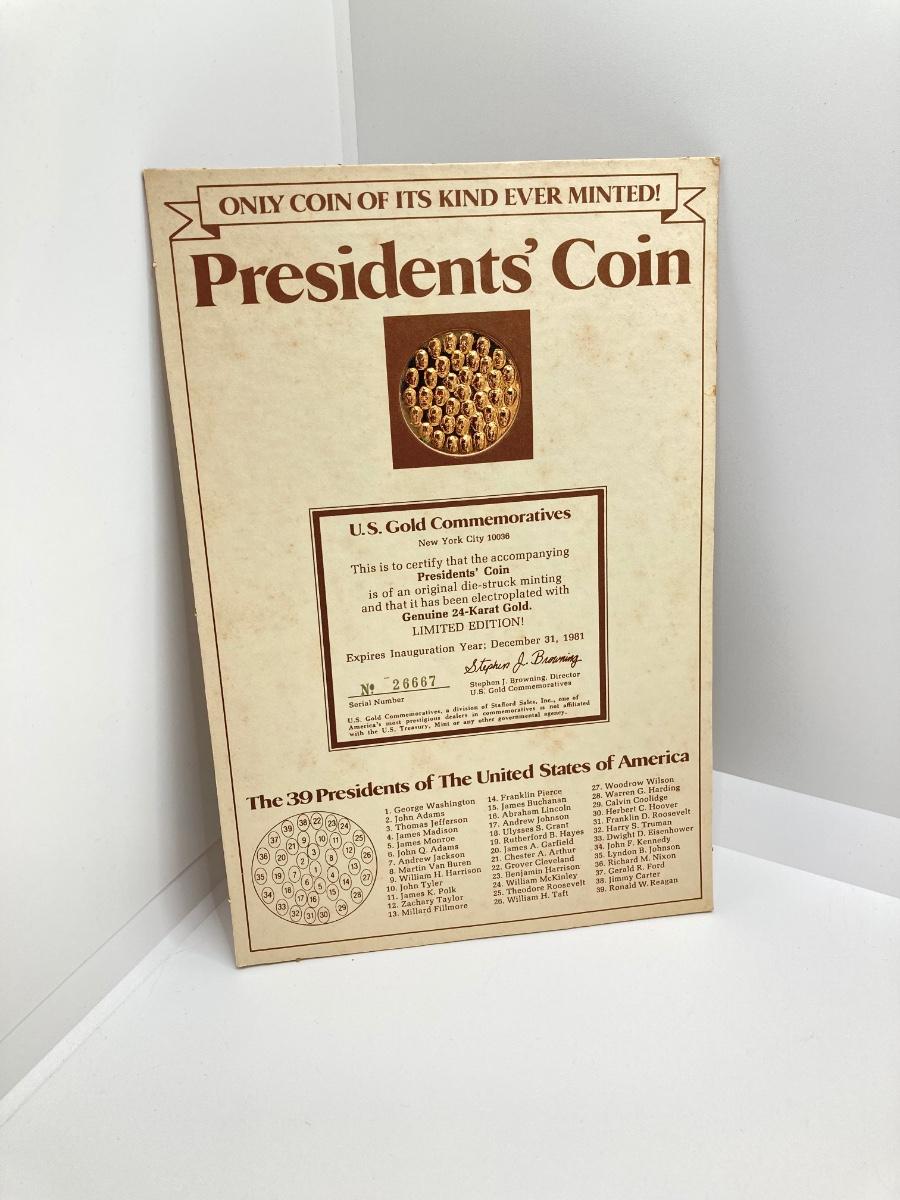 ONLY COIN OF ITS KIND EVER MINTED!
Presidents' Coin
U.S. Gold Commemoratives
New York City 10036
This is to certify that the accompanying
Presidents' Coin
is of an original die-struck minting
and that it has been electroplated with
Genuine 24-Karat Gold.
LIMITED EDITION!
Expires Inauguration Year; December 31, 1981
Nº 26667
Serial Number
Stephen J. Browning
Stephen J. Browning, Director
U.S. Gold Commemoratives
U.S. Gold Commemoratives, a division of Stafford Sales, Inc., one of
America's most prestigious dealers in commemoratives is not affiliated
with the U.S. Treasury, Mint or any other governmental agency.
The 39 Presidents of The United States of America
1. George Washington
2. John Adams
3. Thomas Jefferson
4. James Madison
5. James Monroe
6. John Q. Adams
7. Andrew Jackson
8. Martin Van Buren
9. William H. Harrison
10. John Tyler
11. James K. Polk
12. Zachary Taylor
13. Millard Fillmore
14. Franklin Pierce
15. James Buchanan
16. Abraham Lincoln
17. Andrew Johnson
18. Ulysses S. Grant
19. Rutherford B. Hayes
20. James A. Garfield
21. Chester A. Arthur
22. Grover Cleveland
23. Benjamin Harrison
24. William McKinley
25. Theodore Roosevelt
26. William H. Taft
27. Woodrow Wilson
28. Warren G. Harding
29. Calvin Coolidge
30. Herbert C. Hoover
31. Franklin D. Roosevelt
32. Harry S. Truman
33. Dwight D. Eisenhower
34. John F. Kennedy
35. Lyndon B. Johnson
36. Richard M. Nixon
37. Gerald R. Ford
38. Jimmy Carter
39. Ronald W. Reagan